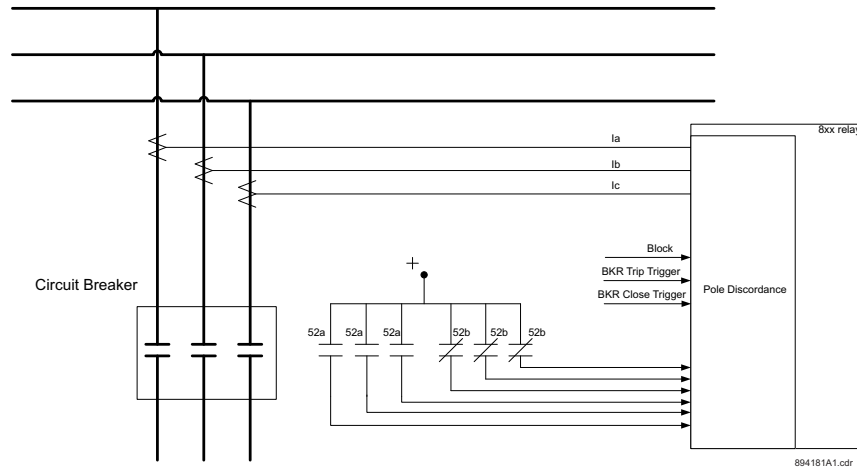 8xx relay
Ia
Ib
Ic
Block
BKR Trip Trigger
Pole Discordance
BKR Close Trigger
+
Circuit Breaker
52a 52a 52a 52b 52b 52b
894181A1.cdr